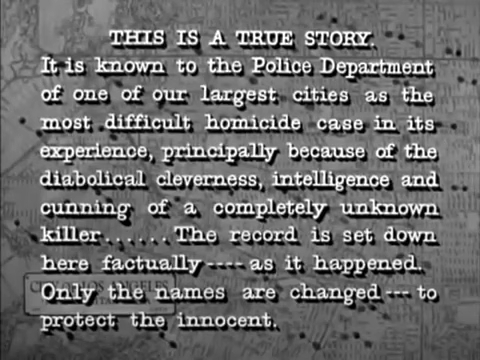 THIS IS A TRUE STORY.
It is known to the Police Department
of one of our largest cities as the
most difficult homicide case in its
experience, principally because of the
diabolical cleverness, intelligence and
cunning of a completely unknown
killer......The record is set down
here factually----as it happened.
Only the names are changed---to
protect the innocent.